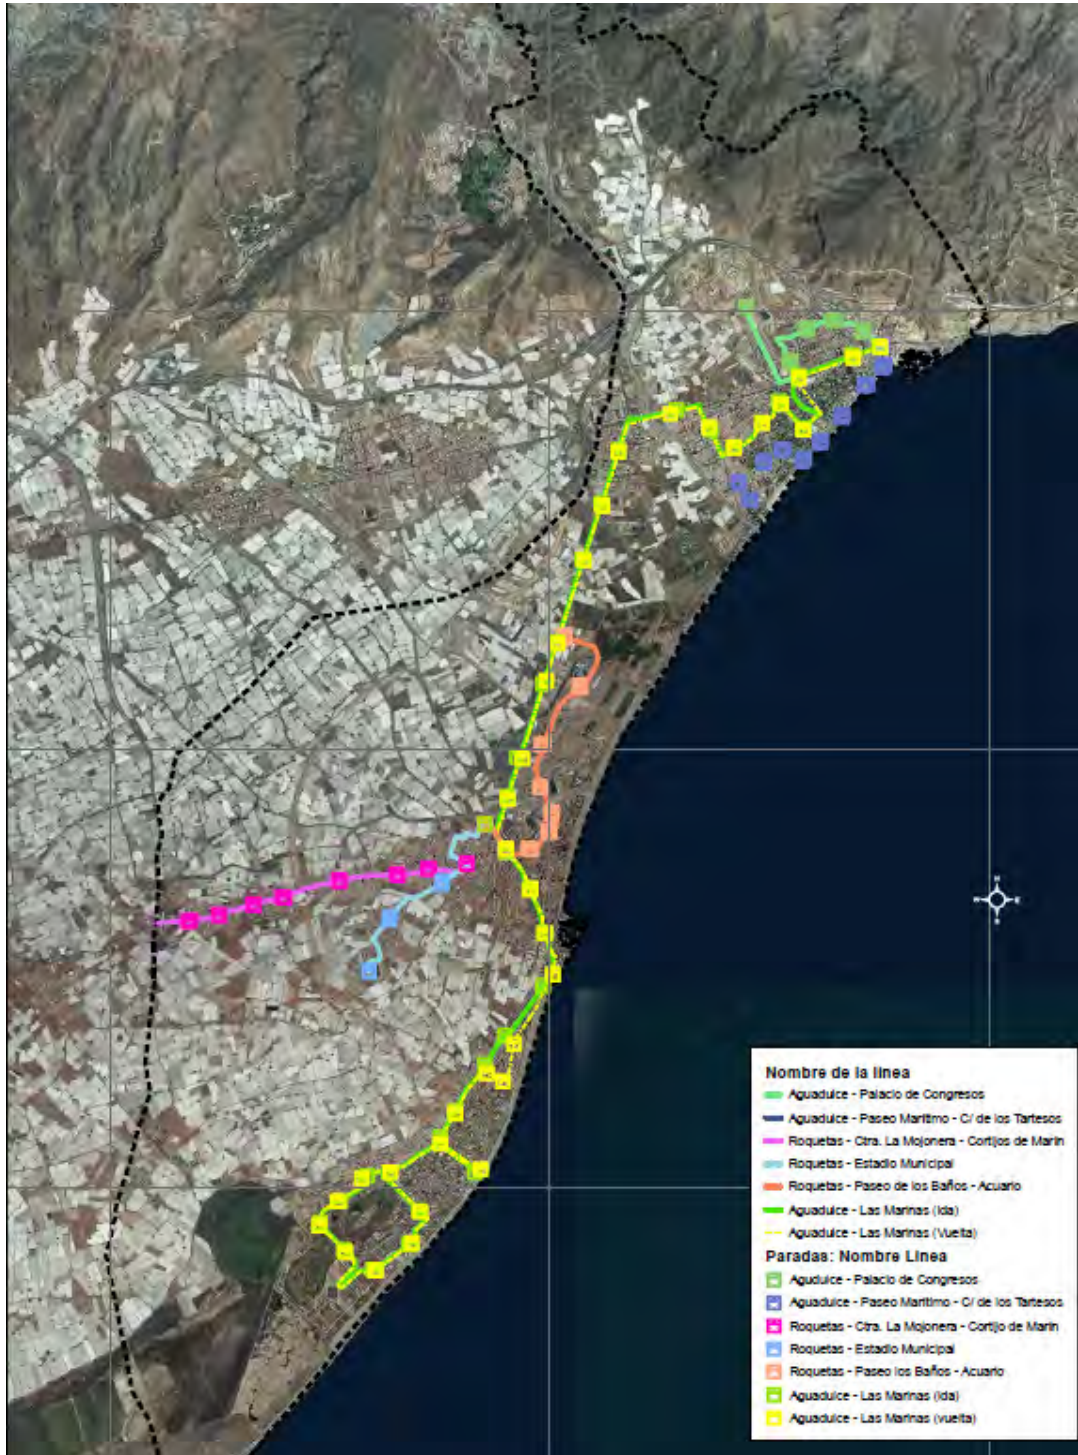 Nombre de la línea
Aguadulce - Palacio de Congresos
Aguadulce - Paseo Marítimo - C/ de los Tartesos
Roquetas - Ctra. La Mojonera - Cortijos de Marín
Roquetas - Estadio Municipal
Roquetas - Paseo de los Baños - Acuario
Aguadulce - Las Marinas (Ida)
Aguadulce - Las Marinas (Vuelta)
Paradas: Nombre Línea
Aguadulce - Palacio de Congresos
Aguadulce - Paseo Marítimo - C/ de los Tartesos
Roquetas - Ctra. La Mojonera - Cortijo de Marín
Roquetas - Estadio Municipal
Roquetas - Paseo los Baños - Acuario
Aguadulce - Las Marinas (Ida)
Aguadulce - Las Marinas (vuelta)